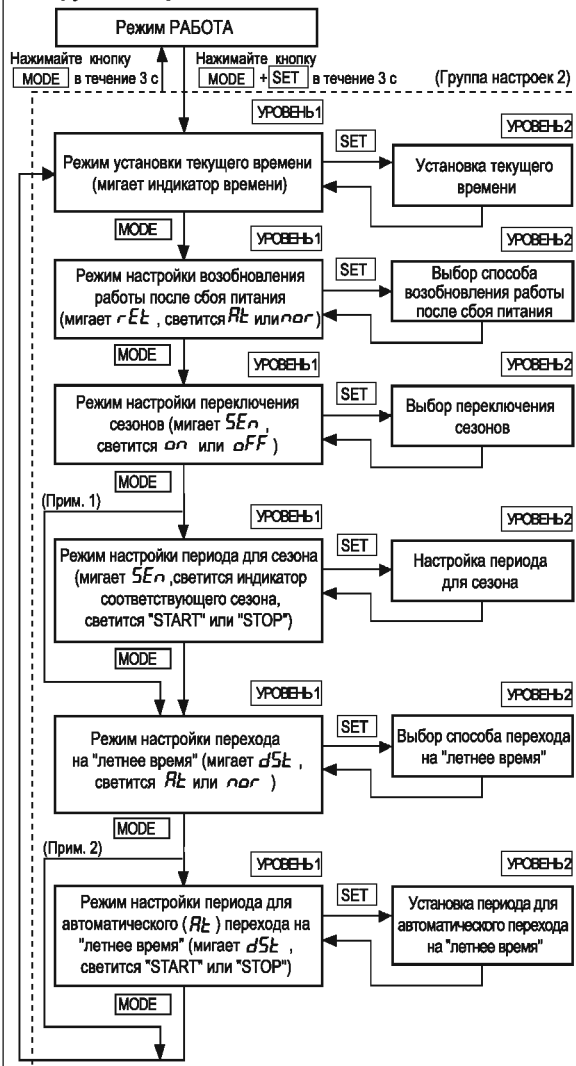 Режим РАБОТА
Нажимайте кнопку
MODE в течение 3 с
Нажимайте кнопку
MODE + SET в течение 3 с
(Группа настроек 2)
УРОВЕНЬ1
УРОВЕНЬ2
Режим установки текущего времени
(мигает индикатор времени)
SET
Установка текущего
времени
MODE
УРОВЕНЬ1
УРОВЕНЬ2
Режим настройки возобновления
работы после сбоя питания
(мигает rEt , светится At или nor )
SET
Выбор способа
возобновления работы
после сбоя питания
MODE
УРОВЕНЬ1
УРОВЕНЬ2
Режим настройки переключения
сезонов (мигает SEn ,
светится on или oFF )
SET
Выбор переключения
сезонов
MODE
(Прим. 1)
УРОВЕНЬ1
УРОВЕНЬ2
Режим настройки периода для сезона
(мигает SEn ,светится индикатор
соответствующего сезона,
светится "START" или "STOP")
SET
Настройка периода
для сезона
MODE
УРОВЕНЬ1
УРОВЕНЬ2
Режим настройки перехода
на "летнее время" (мигает dSt ,
светится At или nor )
SET
Выбор способа перехода
на "летнее время"
MODE
(Прим. 2)
УРОВЕНЬ1
УРОВЕНЬ2
Режим настройки периода для
автоматического ( At ) перехода на
"летнее время" (мигает dSt ,
светится "START" или "STOP")
SET
Установка периода для
автоматического перехода
на "летнее время"
MODE